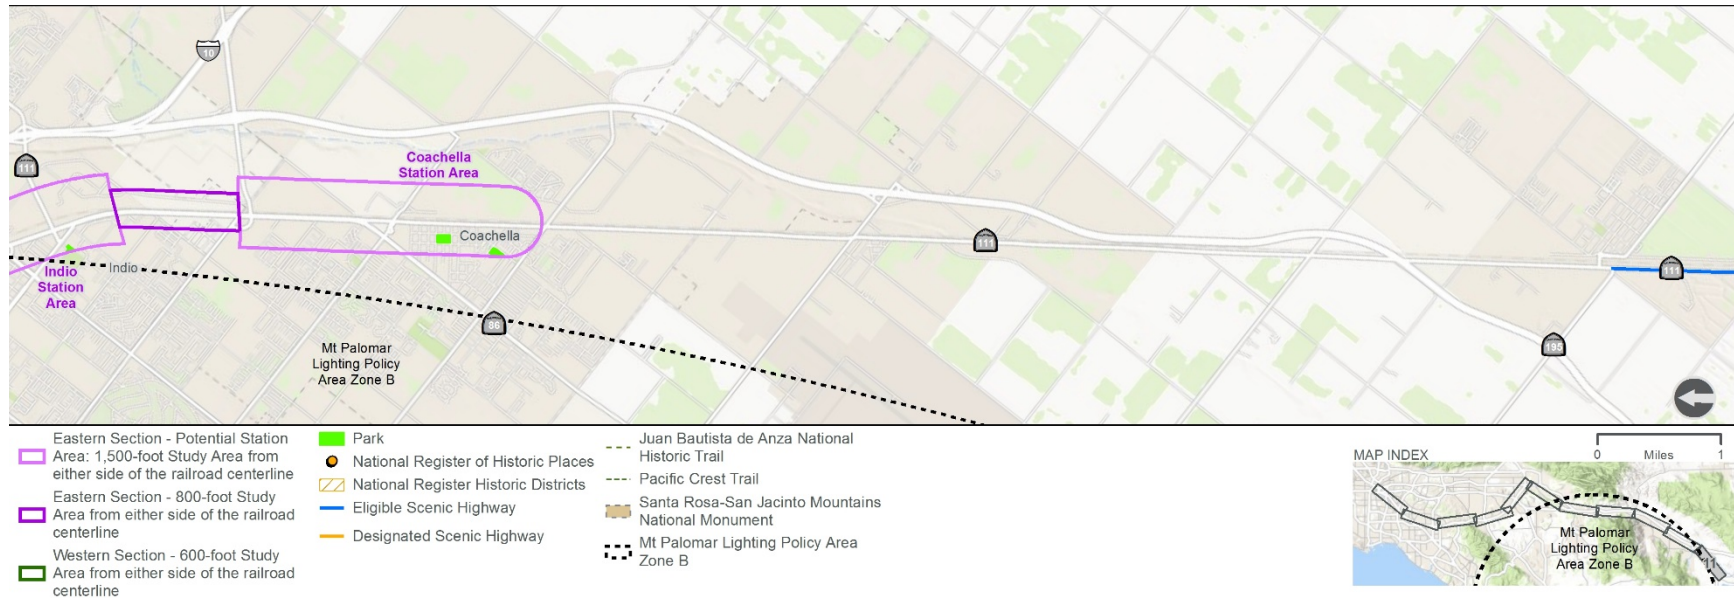 10
111
Coachella
Station Area
Coachella
111
111
Indio
Indio
Station
Area
86
195
Mt Palomar
Lighting Policy
Area Zone B
Eastern Section - Potential Station
Area: 1,500-foot Study Area from
either side of the railroad centerline
Eastern Section - 800-foot Study
Area from either side of the railroad
centerline
Western Section - 600-foot Study
Area from either side of the railroad
centerline
Park
National Register of Historic Places
National Register Historic Districts
Eligible Scenic Highway
Designated Scenic Highway
Juan Bautista de Anza National
Historic Trail
Pacific Crest Trail
Santa Rosa-San Jacinto Mountains
National Monument
Mt Palomar Lighting Policy Area
Zone B
0 Miles 1
MAP INDEX
Mt Palomar
Lighting Policy
Area Zone B
11